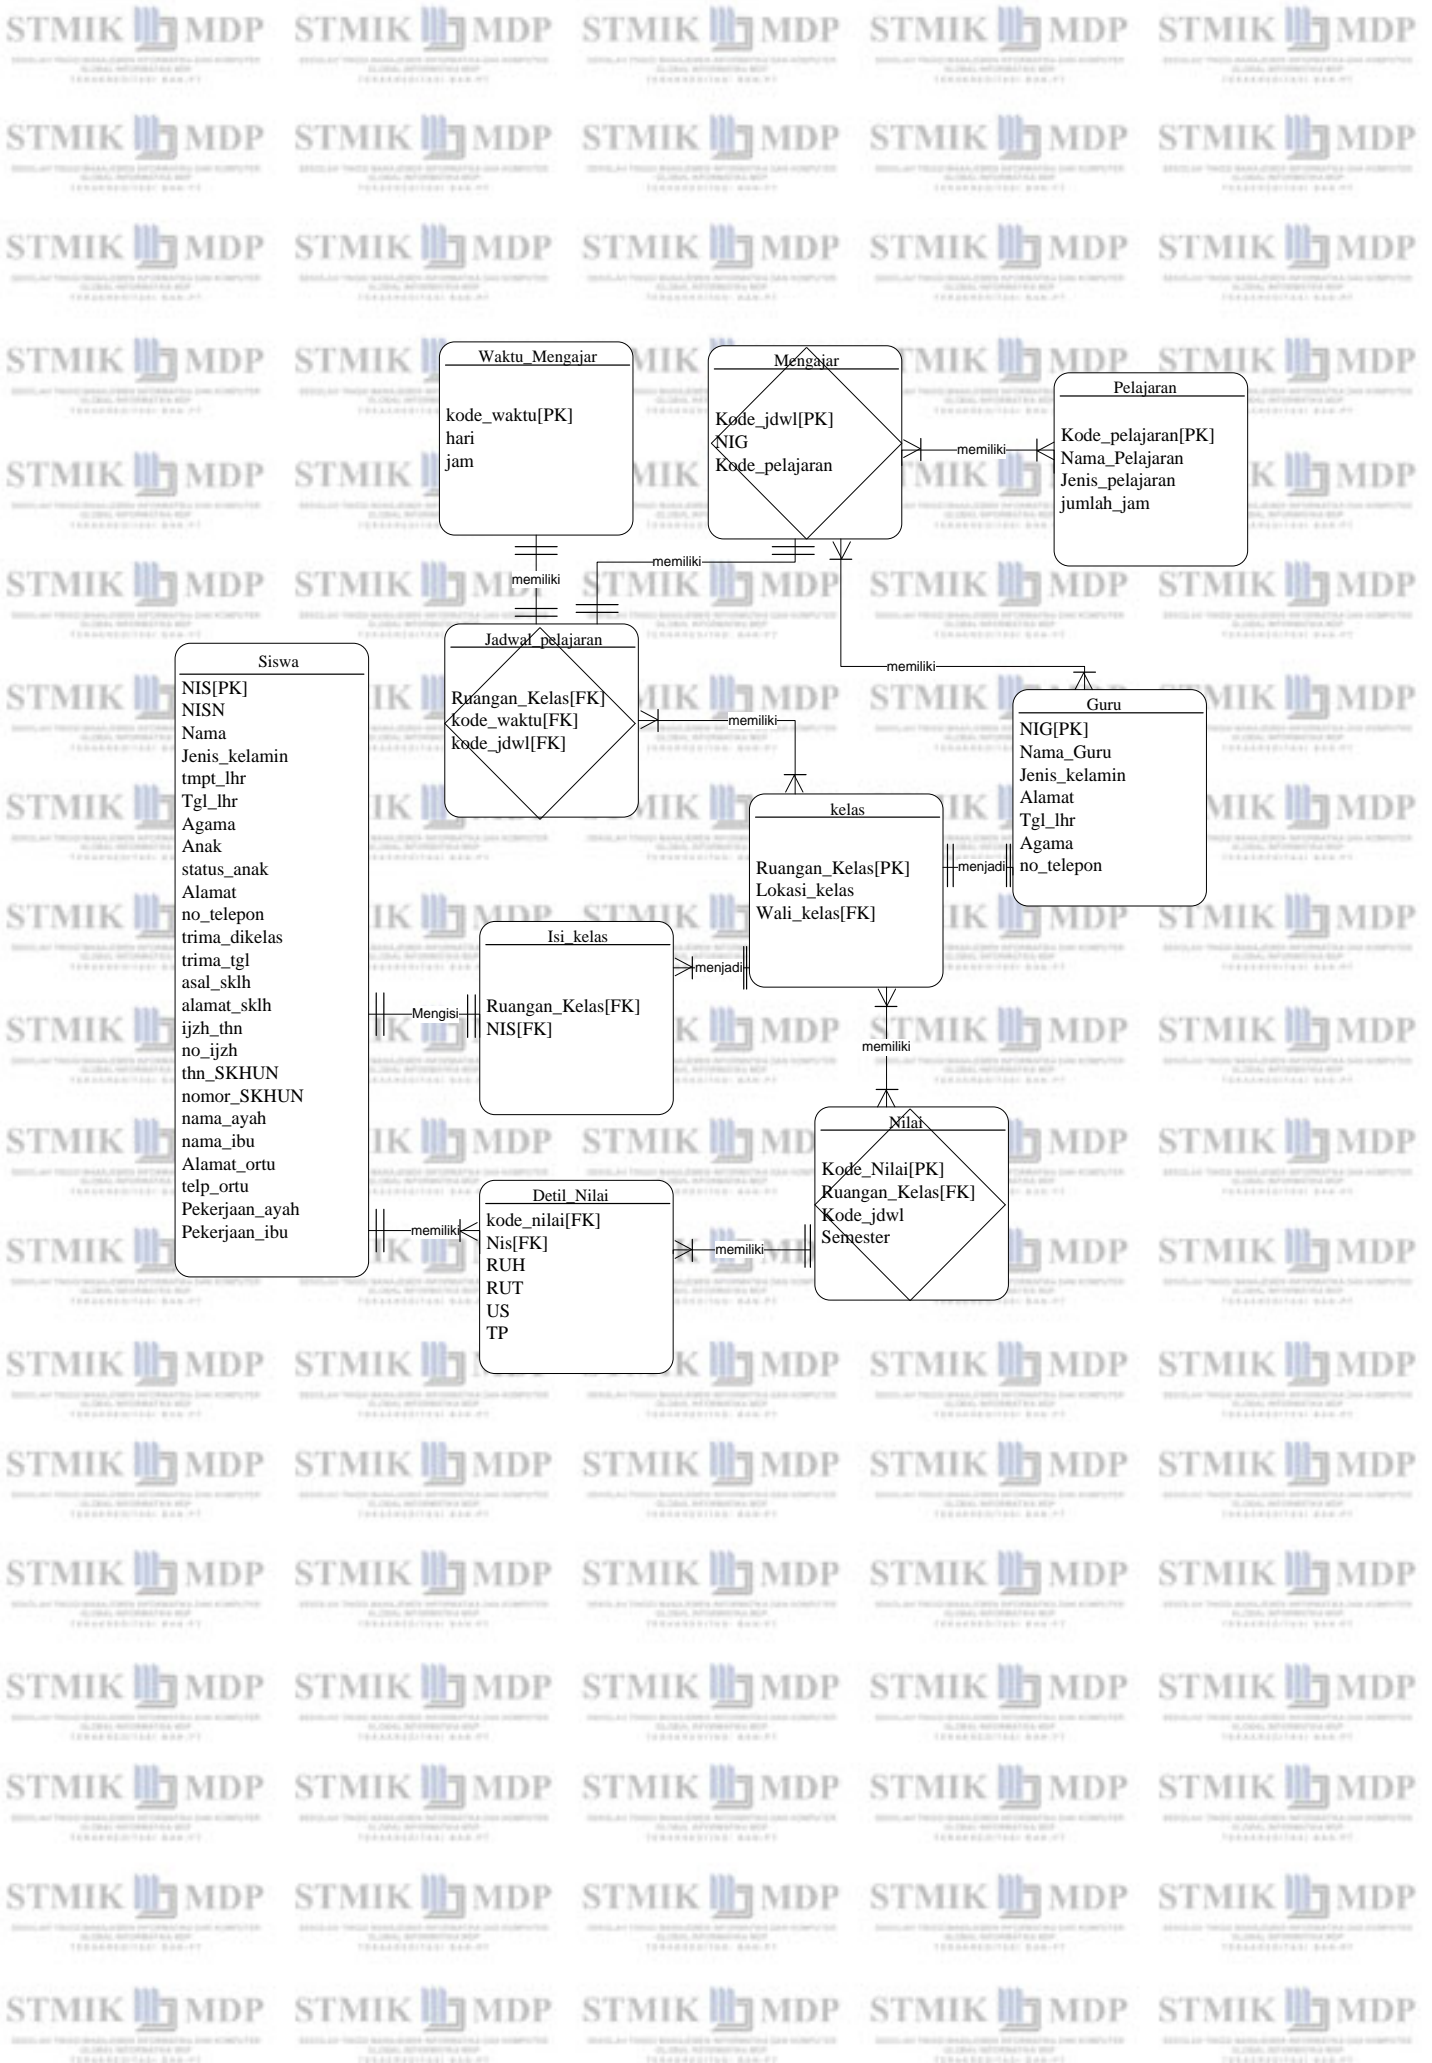 Waktu_Mengajar
kode_waktu[PK]
hari
jam
Mengajar
Kode_jdwl[PK]
NIG
Kode_pelajaran
Pelajaran
Kode_pelajaran[PK]
Nama_Pelajaran
Jenis_pelajaran
jumlah_jam
memiliki
memiliki
memiliki
memiliki
Jadwal_pelajaran
Ruangan_Kelas[FK]
kode_waktu[FK]
kode_jdwl[FK]
memiliki
Siswa
NIS[PK]
NISN
Nama
Jenis_kelamin
tmpt_lhr
Tgl_lhr
Agama
Anak
status_anak
Alamat
no_telepon
trima_dikelas
trima_tgl
asal_sklh
alamat_sklh
ijzh_thn
no_ijzh
thn_SKHUN
nomor_SKHUN
nama_ayah
nama_ibu
Alamat_ortu
telp_ortu
Pekerjaan_ayah
Pekerjaan_ibu
Guru
NIG[PK]
Nama_Guru
Jenis_kelamin
Alamat
Tgl_lhr
Agama
no_telepon
kelas
Ruangan_Kelas[PK]
Lokasi_kelas
Wali_kelas[FK]
menjadi
Isi_kelas
Ruangan_Kelas[FK]
NIS[FK]
menjadi
Mengisi
memiliki
Nilai
Kode_Nilai[PK]
Ruangan_Kelas[FK]
Kode_jdwl
Semester
Detil_Nilai
kode_nilai[FK]
Nis[FK]
RUH
RUT
US
TP
memiliki
memiliki
STMIK MDP